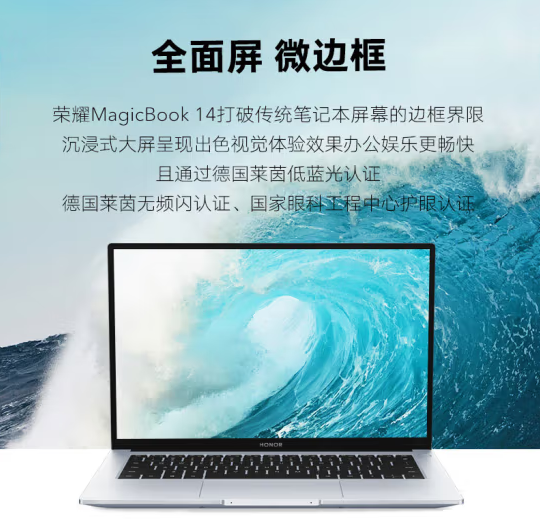 全面屏 微边框
荣耀MagicBook 14打破传统笔记本屏幕的边框界限
沉浸式大屏呈现出色视觉体验效果办公娱乐更畅快
且通过德国莱茵低蓝光认证
德国莱茵无频闪认证、国家眼科工程中心护眼认证
HONOR